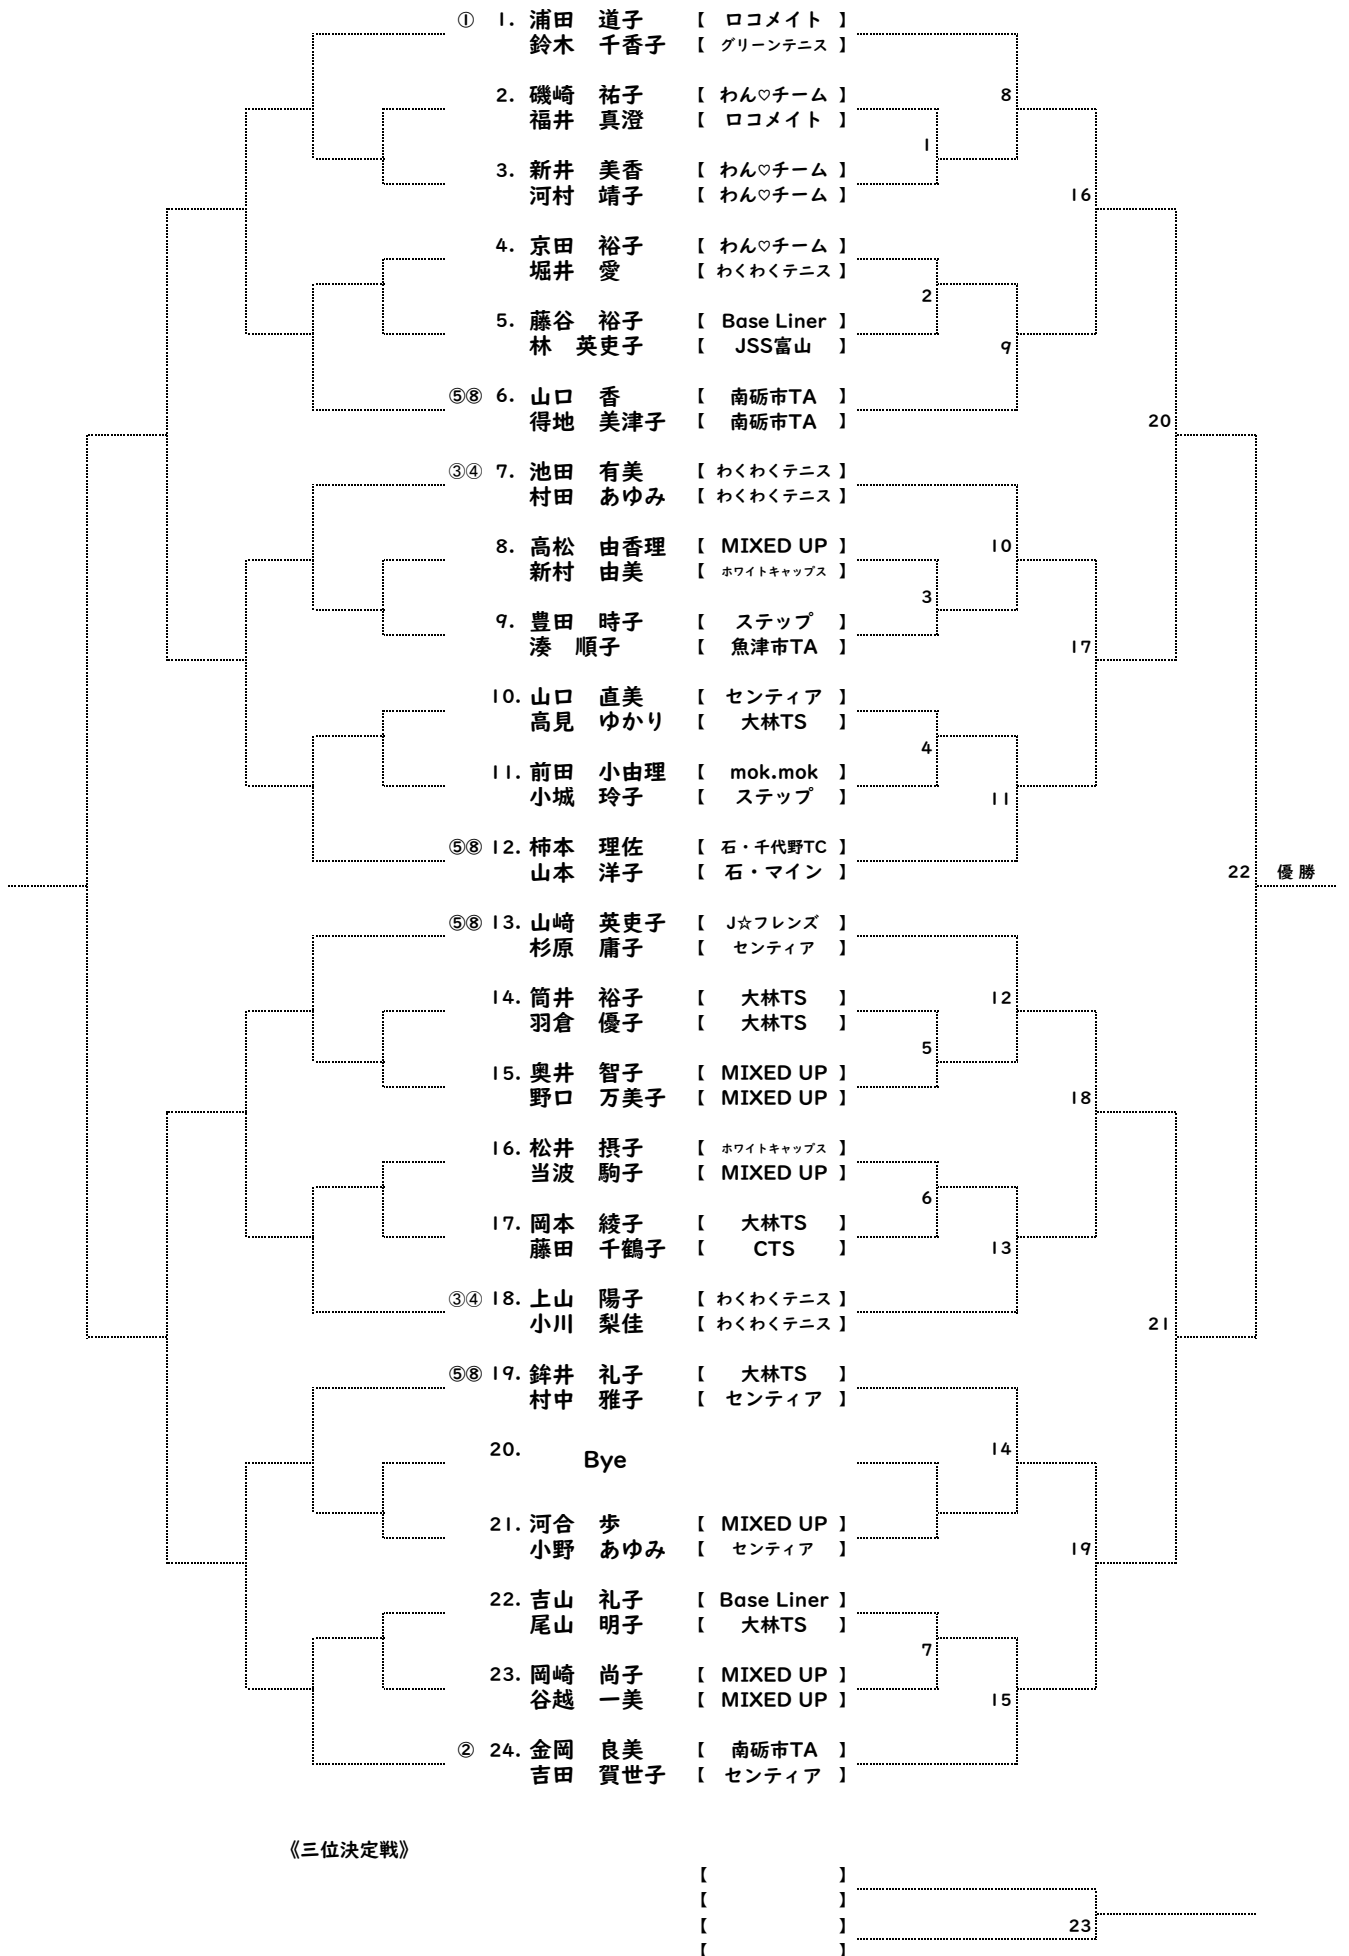 ① 1. 浦田　道子 【 ロコメイト 】
鈴木　千香子 【 グリーンテニス 】
2. 磯崎　祐子 【 わん♡チーム 】 8
福井　真澄 【 ロコメイト 】
1
3. 新井　美香 【 わん♡チーム 】
河村　靖子 【 わん♡チーム 】 16
4. 京田　裕子 【 わん♡チーム 】
堀井　愛 【 わくわくテニス 】
2
5. 藤谷　裕子 【 Base Liner 】
林　英吏子 【 JSS富山 】 9
⑤⑧ 6. 山口　香 【 南砺市TA 】
得地　美津子 【 南砺市TA 】 20
③④ 7. 池田　有美 【 わくわくテニス 】
村田　あゆみ 【 わくわくテニス 】
8. 高松　由香理 【 MIXED UP 】 10
新村　由美 【 ホワイトキャップス 】
3
9. 豊田　時子 【 ステップ 】
湊　順子 【 魚津市TA 】 17
10. 山口　直美 【 センティア 】
高見　ゆかり 【 大林TS 】
4
11. 前田　小由理 【 mok.mok 】
小城　玲子 【 ステップ 】 11
⑤⑧ 12. 柿本　理佐 【 石・千代野TC 】
山本　洋子 【 石・マイン 】 22 優 勝
⑤⑧ 13. 山﨑　英吏子 【 J☆フレンズ 】
杉原　庸子 【 センティア 】
14. 筒井　裕子 【 大林TS 】 12
羽倉　優子 【 大林TS 】
5
15. 奥井　智子 【 MIXED UP 】
野口　万美子 【 MIXED UP 】 18
16. 松井　摂子 【 ホワイトキャップス 】
当波　駒子 【 MIXED UP 】
6
17. 岡本　綾子 【 大林TS 】
藤田　千鶴子 【 CTS 】 13
③④ 18. 上山　陽子 【 わくわくテニス 】
小川　梨佳 【 わくわくテニス 】 21
⑤⑧ 19. 鉾井　礼子 【 大林TS 】
村中　雅子 【 センティア 】
20. Bye 14
21. 河合　歩 【 MIXED UP 】
小野　あゆみ 【 センティア 】 19
22. 吉山　礼子 【 Base Liner 】
尾山　明子 【 大林TS 】
7
23. 岡崎　尚子 【 MIXED UP 】
谷越　一美 【 MIXED UP 】 15
② 24. 金岡　良美 【 南砺市TA 】
吉田　賀世子 【 センティア 】
《三位決定戦》
【 】
【 】
【 】 23
【 】